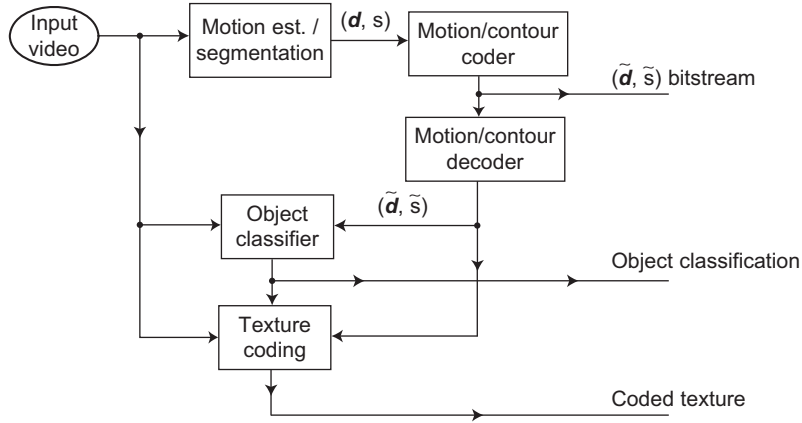 Input
video
Motion est. /
segmentation
(d, s)
Motion/contour
coder
(d̃, s̃) bitstream
Motion/contour
decoder
(d̃, s̃)
Object
classifier
Object classification
Texture
coding
Coded texture